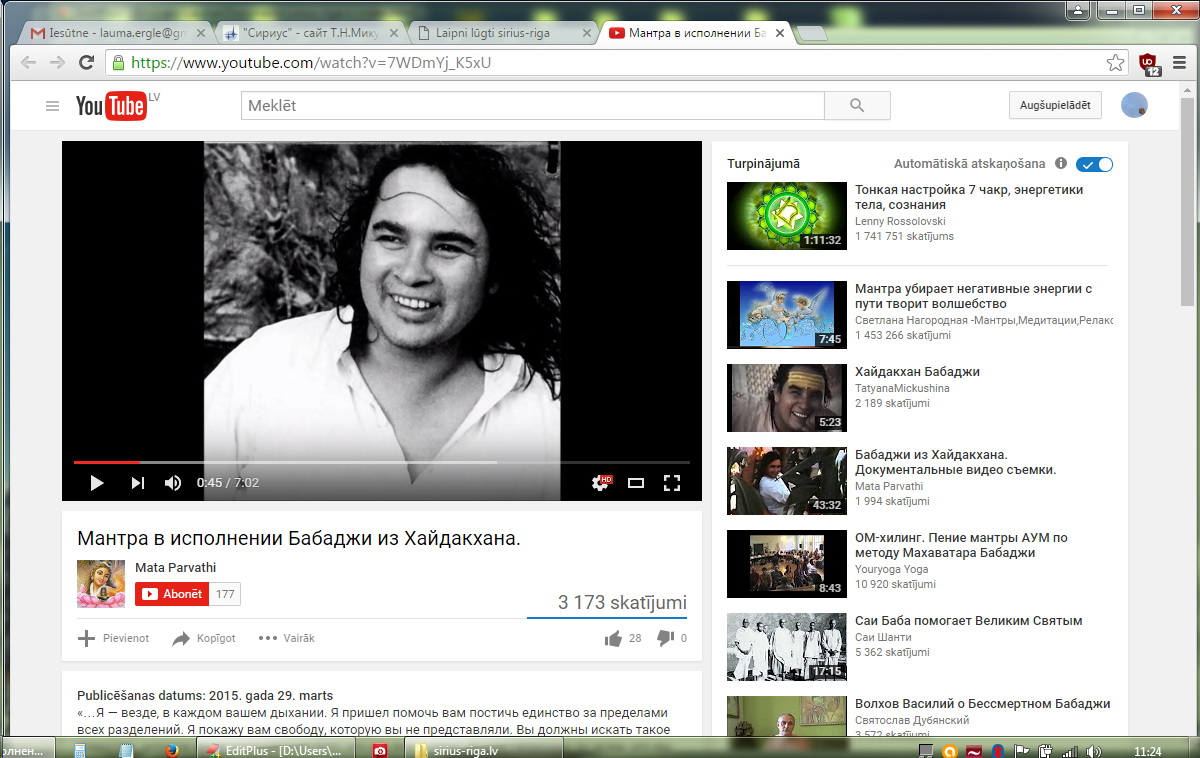 Iesūtne - lauma.ergle@gm
"Сириус" - сайт Т.Н.Мику
Laipni lūgti sirius-riga
Мантра в исполнении Ба
https://www.youtube.com/watch?v=7WDmYj_K5xU
12
YouTube LV
Meklēt
Augšupielādēt
0:45 / 7:02
HD
Мантра в исполнении Бабаджи из Хайдакхана.
Mata Parvathi
Abonēt 177
3 173 skatījumi
Pievienot Kopīgot Vairāk 28 0
Publicēšanas datums: 2015. gada 29. marts
«…Я — везде, в каждом вашем дыхании. Я пришел помочь вам постичь единство за пределами
всех разделений. Я покажу вам свободу, которую вы не представляли. Вы должны искать такое
Turpinājumā
Automātiskā atskaņošana
1:11:32
Тонкая настройка 7 чакр, энергетики
тела, сознания
Lenny Rossolovski
1 741 751 skatījums
7:45
Мантра убирает негативные энергии с
пути творит волшебство
Светлана Нагородная -Мантры,Медитации,Релакс
1 453 266 skatījumi
5:23
Хайдакхан Бабаджи
TatyanaMickushina
2 189 skatījumi
43:32
Бабаджи из Хайдакхана.
Документальные видео съемки.
Mata Parvathi
1 994 skatījumi
8:43
ОМ-хилинг. Пение мантры АУМ по
методу Махаватара Бабаджи
Youryoga Yoga
10 920 skatījumi
17:15
Саи Баба помогает Великим Святым
Саи Шанти
5 362 skatījumi
Волхов Василий о Бессмертном Бабаджи
Святослав Дубянский
3 572 skatījumi
олнен...
EditPlus - [D:\Users\...
sirius-riga.lv
11:24